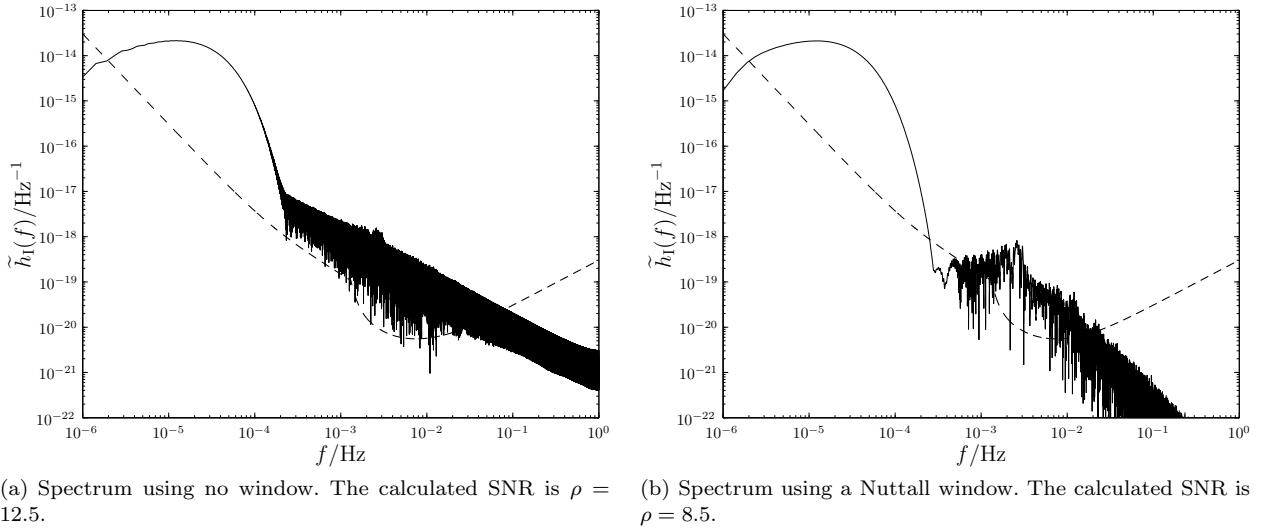 10⁻¹³
10⁻¹⁴
10⁻¹⁵
10⁻¹⁶
10⁻¹⁷
10⁻¹⁸
10⁻¹⁹
10⁻²⁰
10⁻²¹
10⁻²²
h̃_I(f)/Hz⁻¹
10⁻⁶ 10⁻⁵ 10⁻⁴ 10⁻³ 10⁻² 10⁻¹ 10⁰
f/Hz
(a) Spectrum using no window. The calculated SNR is ρ =
12.5.
10⁻¹³
10⁻¹⁴
10⁻¹⁵
10⁻¹⁶
10⁻¹⁷
10⁻¹⁸
10⁻¹⁹
10⁻²⁰
10⁻²¹
10⁻²²
h̃_I(f)/Hz⁻¹
10⁻⁶ 10⁻⁵ 10⁻⁴ 10⁻³ 10⁻² 10⁻¹ 10⁰
f/Hz
(b) Spectrum using a Nuttall window. The calculated SNR is
ρ = 8.5.